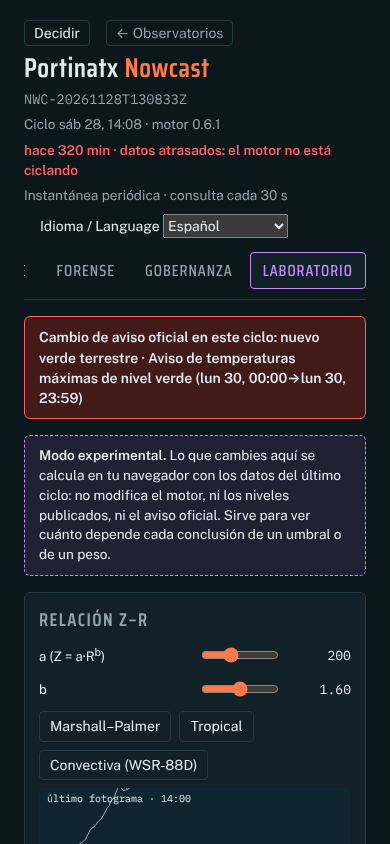 Decidir
← Observatorios
Portinatx Nowcast
NWC-20261128T130833Z
Ciclo sáb 28, 14:08 · motor 0.6.1
hace 320 min · datos atrasados: el motor no está
ciclando
Instantánea periódica · consulta cada 30 s
Idioma / Language Español
FORENSE GOBERNANZA LABORATORIO
Cambio de aviso oficial en este ciclo: nuevo
verde terrestre · Aviso de temperaturas
máximas de nivel verde (lun 30, 00:00→lun 30,
23:59)
Modo experimental. Lo que cambies aquí se
calcula en tu navegador con los datos del último
ciclo: no modifica el motor, ni los niveles
publicados, ni el aviso oficial. Sirve para ver
cuánto depende cada conclusión de un umbral o
de un peso.
RELACIÓN Z–R
a (Z = a·Rᵇ) 200
b 1.60
Marshall–Palmer
Tropical
Convectiva (WSR-88D)
último fotograma · 14:00